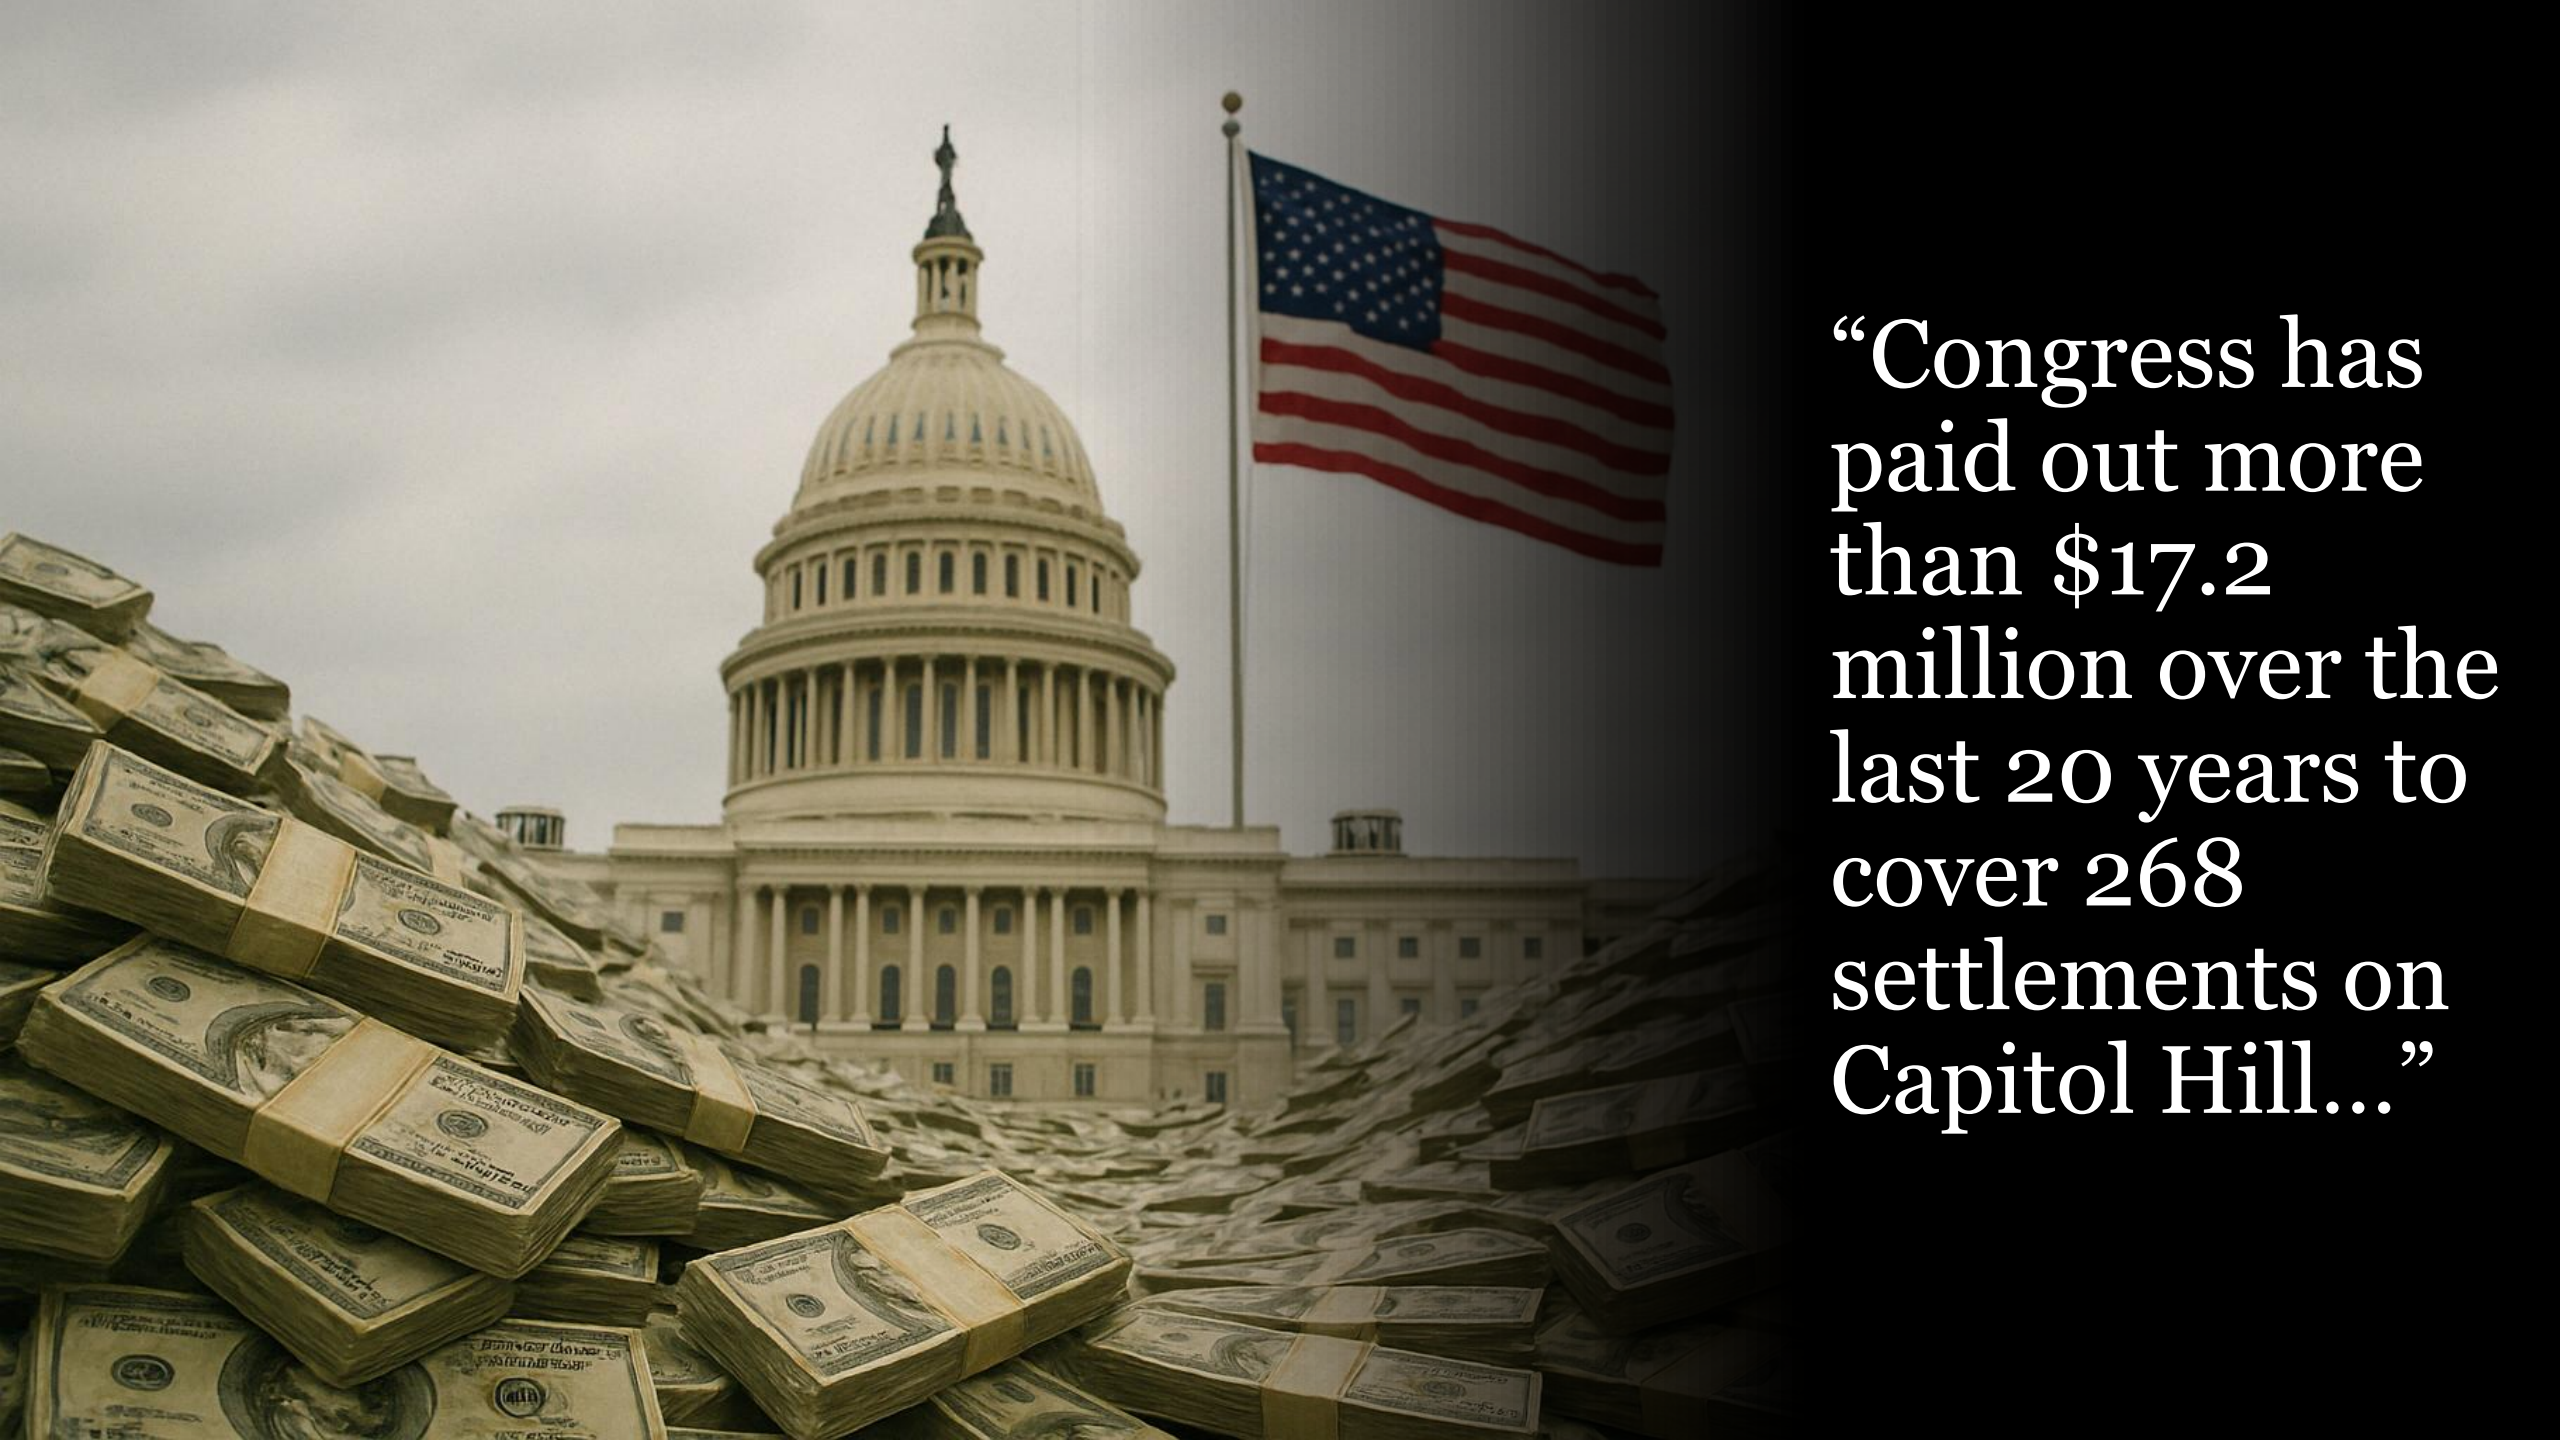 “Congress has
paid out more
than $17.2
million over the
last 20 years to
cover 268
settlements on
Capitol Hill…”